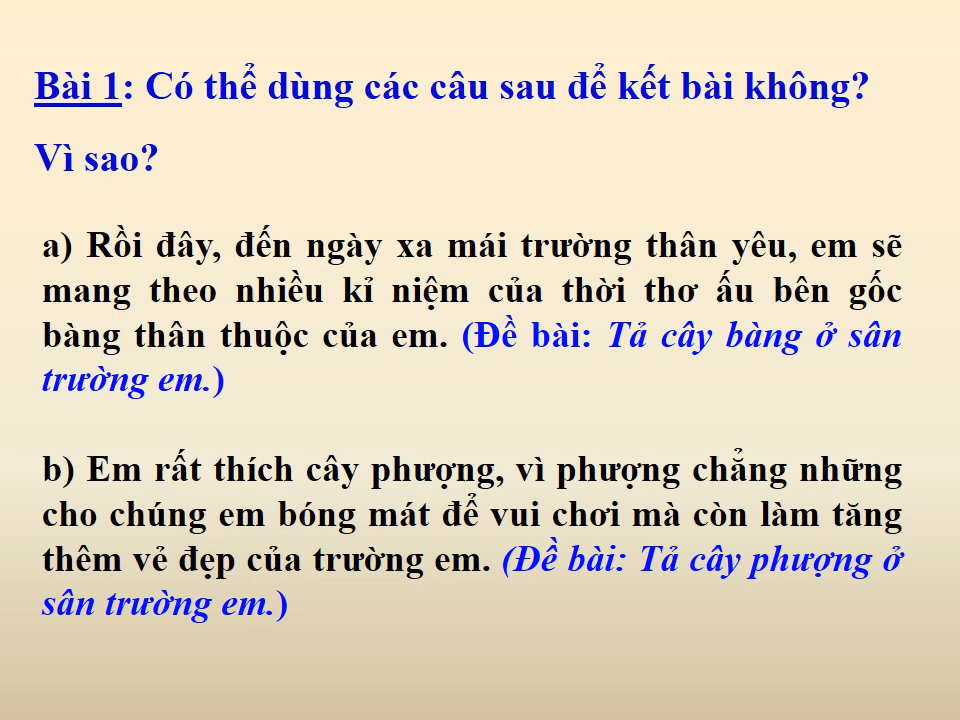 Bài 1: Có thể dùng các câu sau để kết bài không?
Vì sao?
a) Rồi đây, đến ngày xa mái trường thân yêu, em sẽ
mang theo nhiều kỉ niệm của thời thơ ấu bên gốc
bàng thân thuộc của em. (Đề bài: Tả cây bàng ở sân
trường em.)
b) Em rất thích cây phượng, vì phượng chẳng những
cho chúng em bóng mát để vui chơi mà còn làm tăng
thêm vẻ đẹp của trường em. (Đề bài: Tả cây phượng ở
sân trường em.)